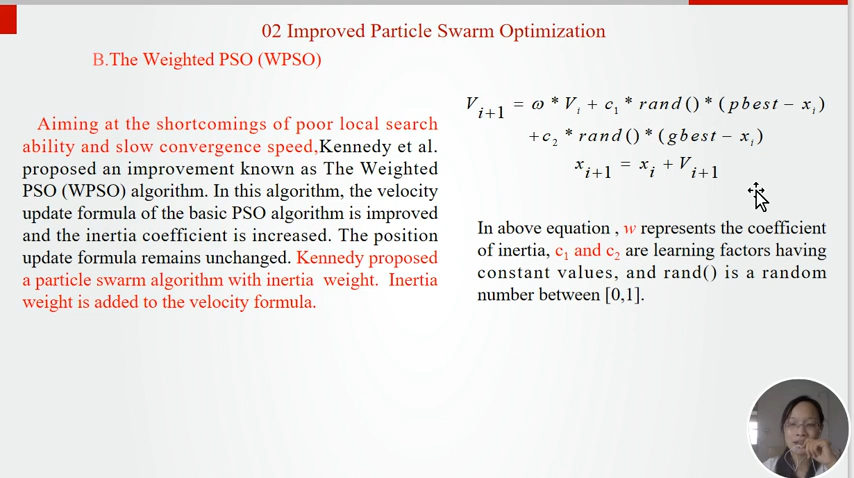 02 Improved Particle Swarm Optimization
B.The Weighted PSO (WPSO)
Aiming at the shortcomings of poor local search
ability and slow convergence speed,Kennedy et al.
proposed an improvement known as The Weighted
PSO (WPSO) algorithm. In this algorithm, the velocity
update formula of the basic PSO algorithm is improved
and the inertia coefficient is increased. The position
update formula remains unchanged. Kennedy proposed
a particle swarm algorithm with inertia weight. Inertia
weight is added to the velocity formula.
V_{i+1} = ω * V_i + c_1 * rand() * (pbest − x_i)
+c_2 * rand() * (gbest − x_i)
x_{i+1} = x_i + V_{i+1}
In above equation , w represents the coefficient
of inertia, c_1 and c_2 are learning factors having
constant values, and rand() is a random
number between [0,1].